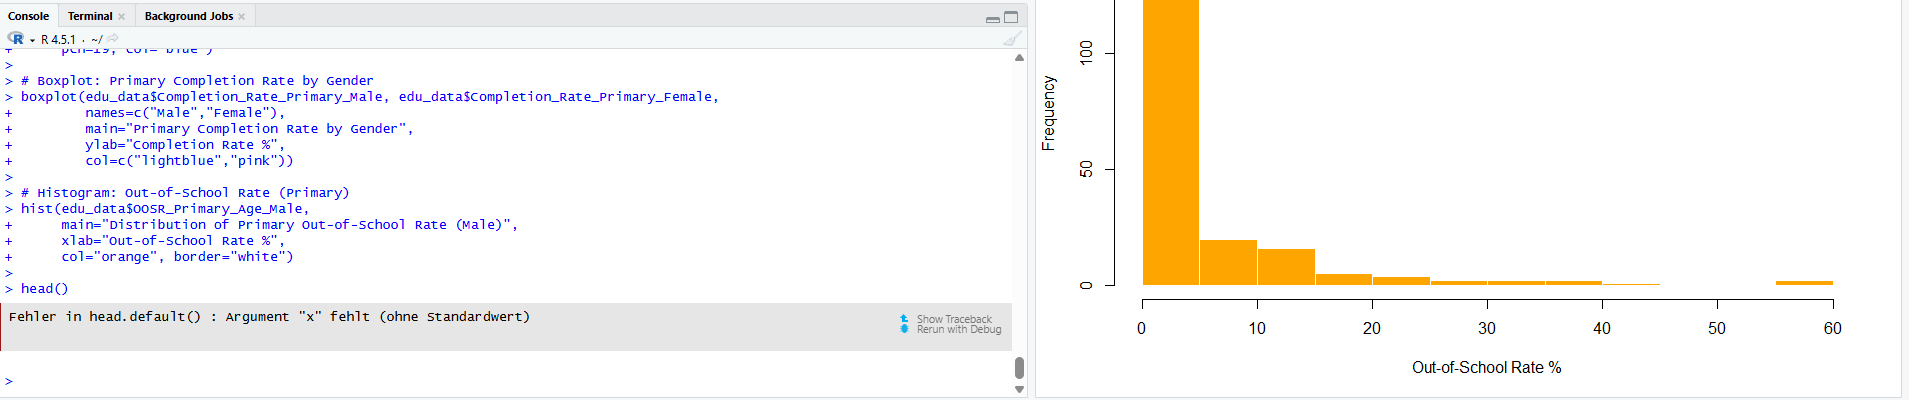 Console Terminal Background Jobs
R 4.5.1 · ~/
+ pch=19, col="blue")
>
> # Boxplot: Primary Completion Rate by Gender
> boxplot(edu_data$Completion_Rate_Primary_Male, edu_data$Completion_Rate_Primary_Female,
+ names=c("Male","Female"),
+ main="Primary Completion Rate by Gender",
+ ylab="Completion Rate %",
+ col=c("lightblue","pink"))
>
> # Histogram: Out-of-School Rate (Primary)
> hist(edu_data$OOSR_Primary_Age_Male,
+ main="Distribution of Primary Out-of-School Rate (Male)",
+ xlab="Out-of-School Rate %",
+ col="orange", border="white")
>
> head()
Fehler in head.default() : Argument "x" fehlt (ohne Standardwert)
Show Traceback
Rerun with Debug
>
Frequency
100
50
0
0 10 20 30 40 50 60
Out-of-School Rate %